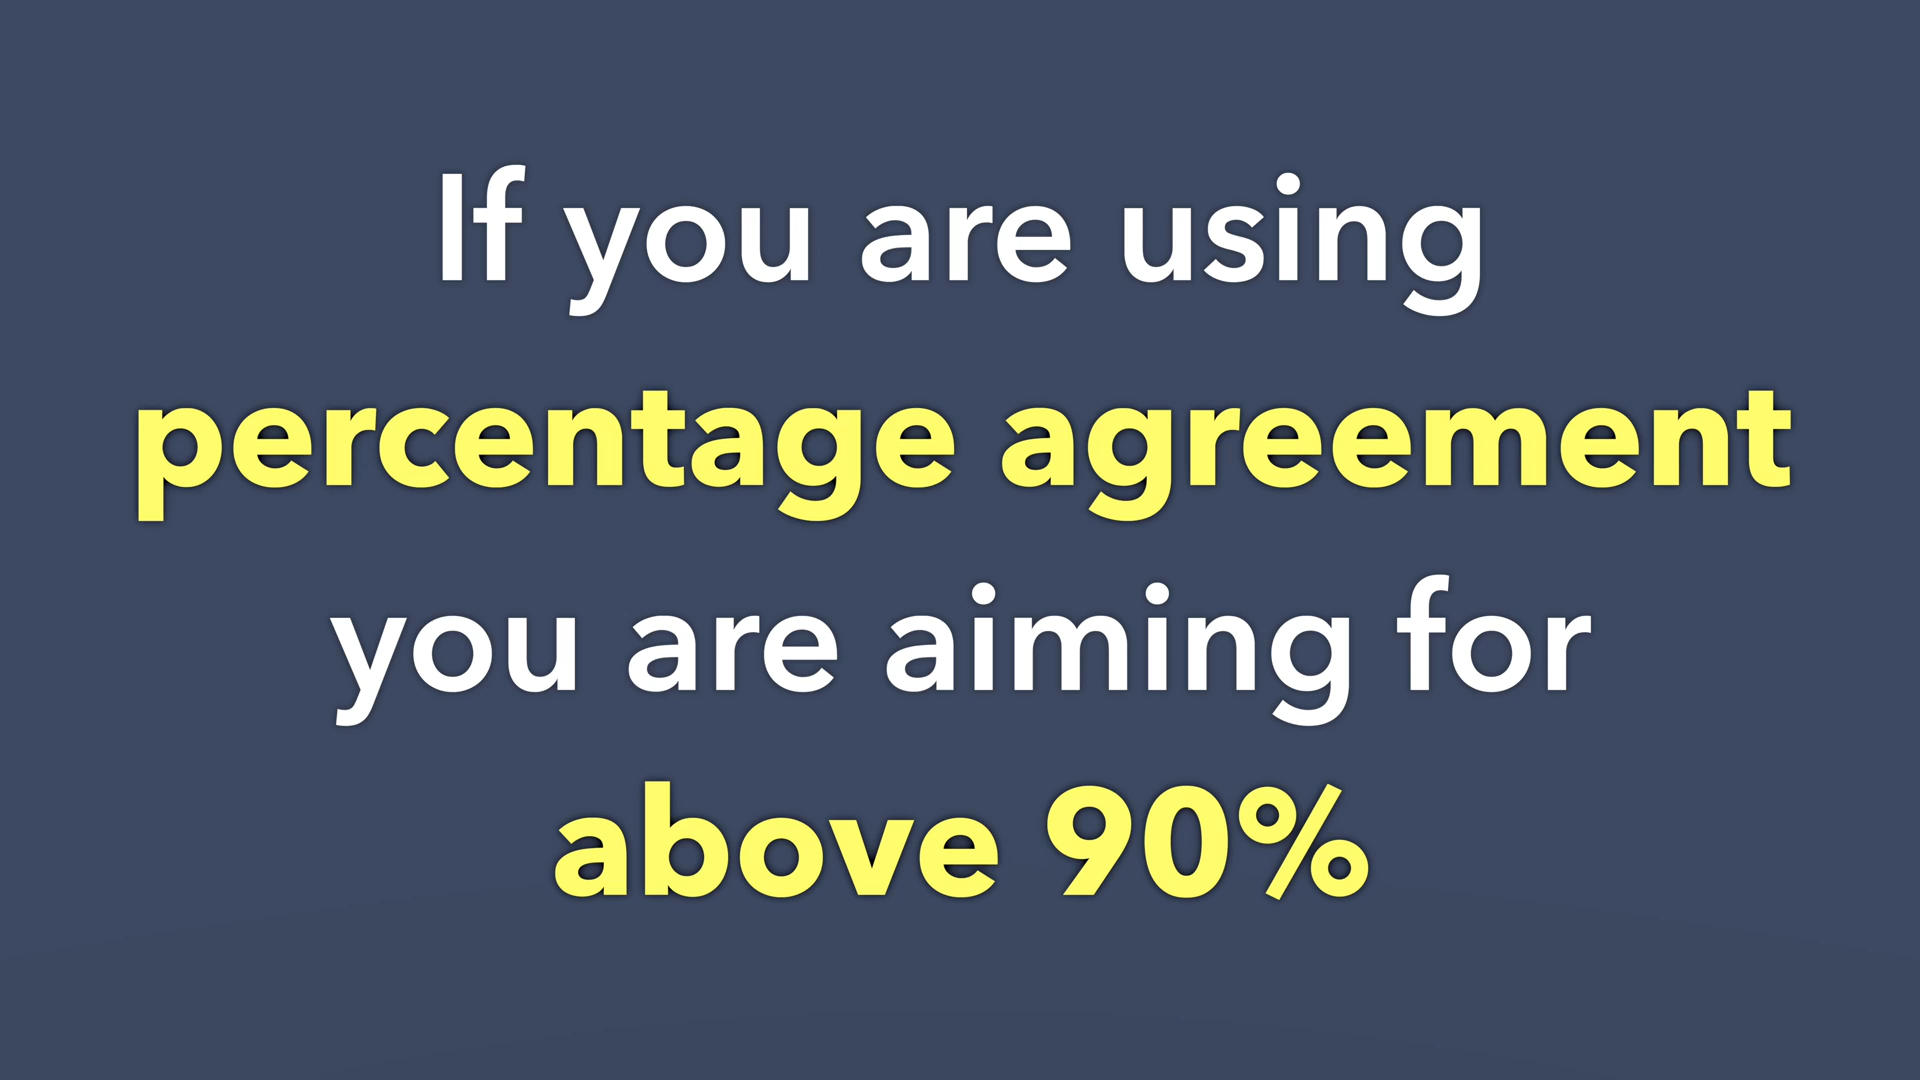 If you are using
percentage agreement
you are aiming for
above 90%